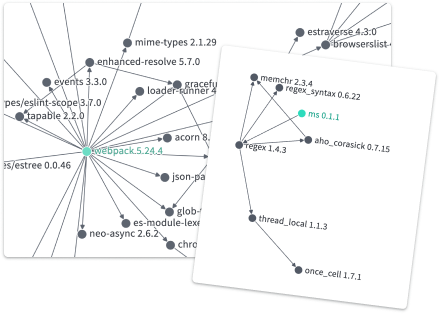 mime-types 2.1.29
estraverse 4.3.0
browserslist
enhanced-resolve 5.7.0
events 3.3.0
graceful
loader-runner 4
pes/eslint-scope 3.7.0
tapable 2.2.0
acorn 8.
webpack 5.24.4
es/estree 0.0.46
json-pa
glob-t
es-module-lexe
neo-async 2.6.2
chro
memchr 2.3.4
regex_syntax 0.6.22
ms 0.1.1
aho_corasick 0.7.15
regex 1.4.3
thread_local 1.1.3
once_cell 1.7.1